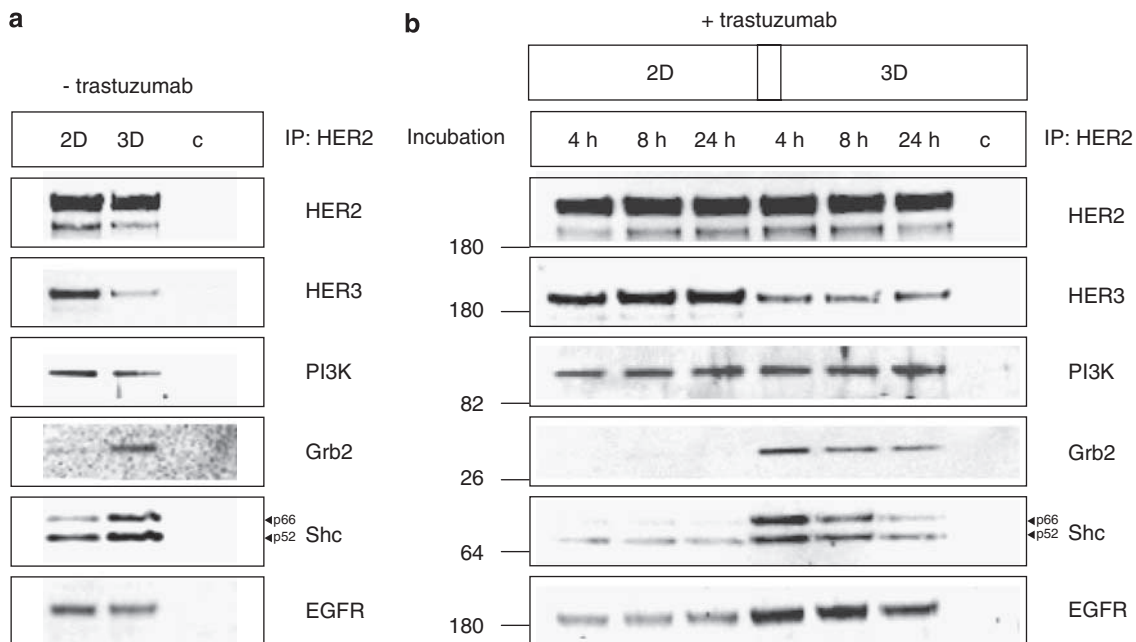 a
- trastuzumab
2D 3D c IP: HER2
HER2
HER3
PI3K
Grb2
p66
p52 Shc
EGFR
b
+ trastuzumab
2D 3D
Incubation 4 h 8 h 24 h 4 h 8 h 24 h c IP: HER2
HER2
180
HER3
180
PI3K
82
Grb2
26
p66
p52 Shc
64
EGFR
180